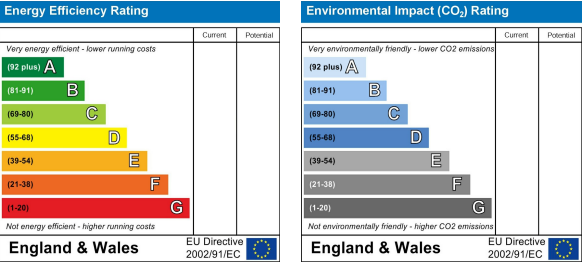 Energy Efficiency Rating
Current Potential
Very energy efficient - lower running costs
(92 plus) A
(81-91) B
(69-80) C
(55-68) D
(39-54) E
(21-38) F
(1-20) G
Not energy efficient - higher running costs
England & Wales
EU Directive
2002/91/EC
Environmental Impact (CO2) Rating
Current Potential
Very environmentally friendly - lower CO2 emissions
(92 plus) A
(81-91) B
(69-80) C
(55-68) D
(39-54) E
(21-38) F
(1-20) G
Not environmentally friendly - higher CO2 emissions
England & Wales
EU Directive
2002/91/EC